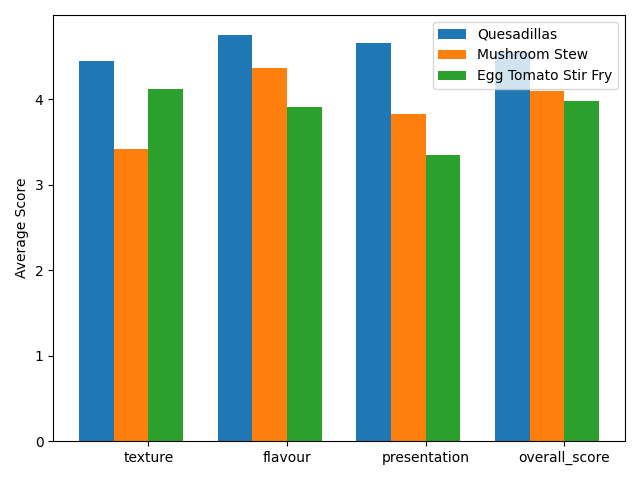 Quesadillas
Mushroom Stew
Egg Tomato Stir Fry
Average Score
4
3
2
1
0
texture flavour presentation overall_score